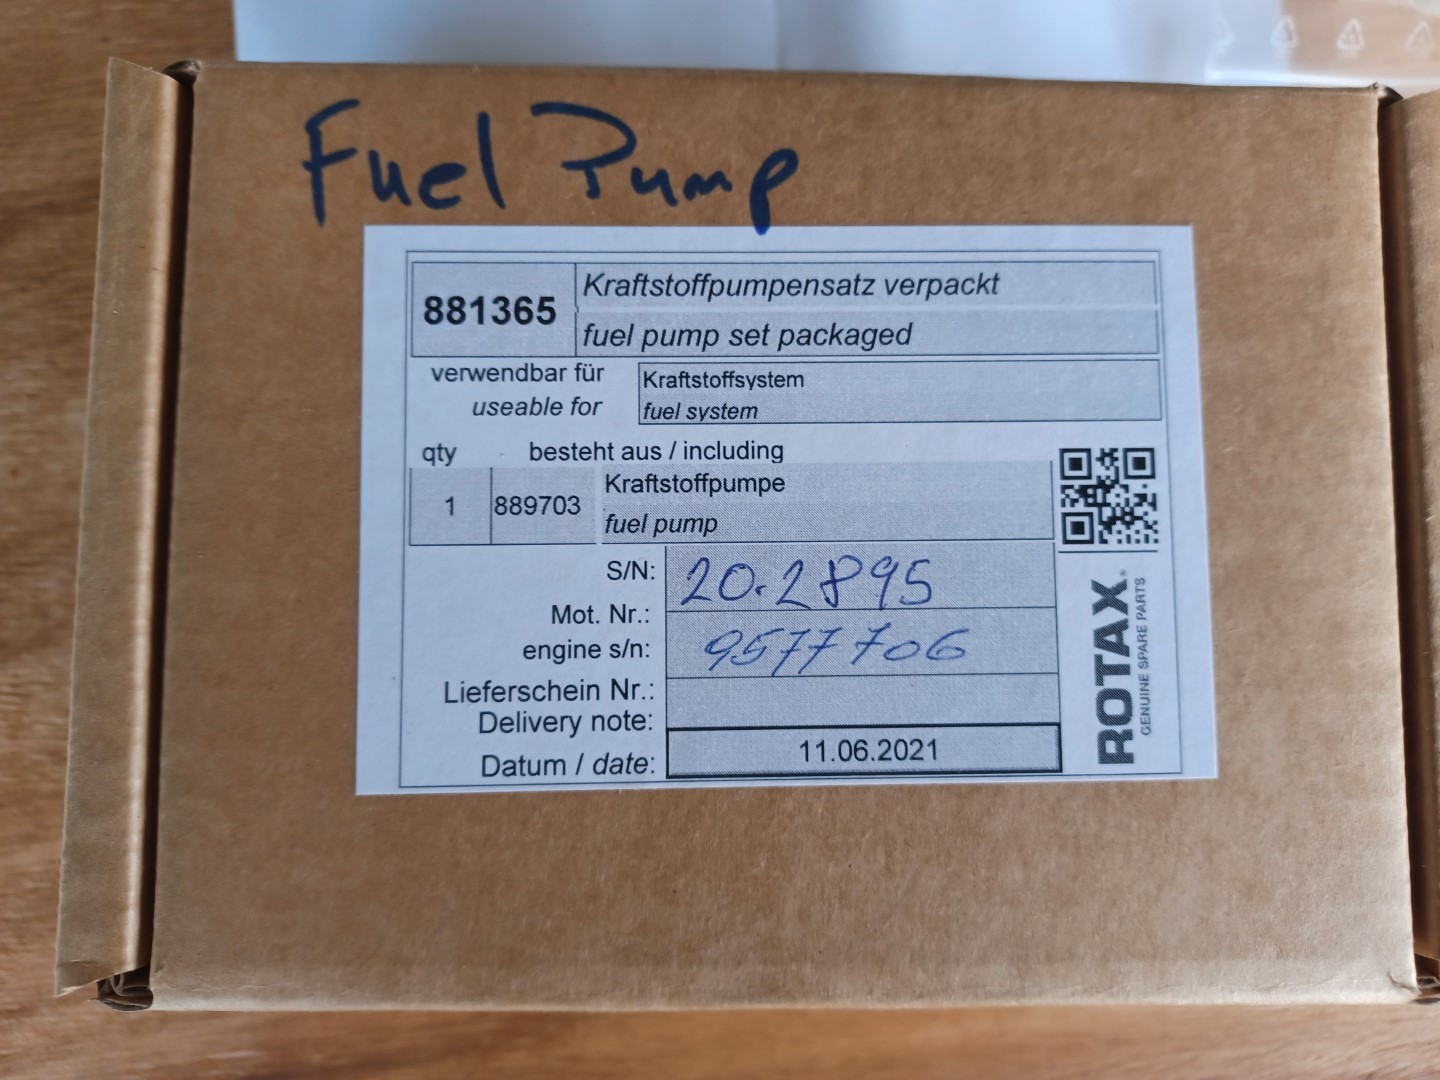 Fuel Pump
881365
Kraftstoffpumpensatz verpackt
fuel pump set packaged
verwendbar für
useable for
Kraftstoffsystem
fuel system
qty besteht aus / including
1 889703
Kraftstoffpumpe
fuel pump
S/N: 20.2895
Mot. Nr.:
engine s/n: 9577706
Lieferschein Nr.:
Delivery note:
Datum / date: 11.06.2021
ROTAX®
GENUINE SPARE PARTS